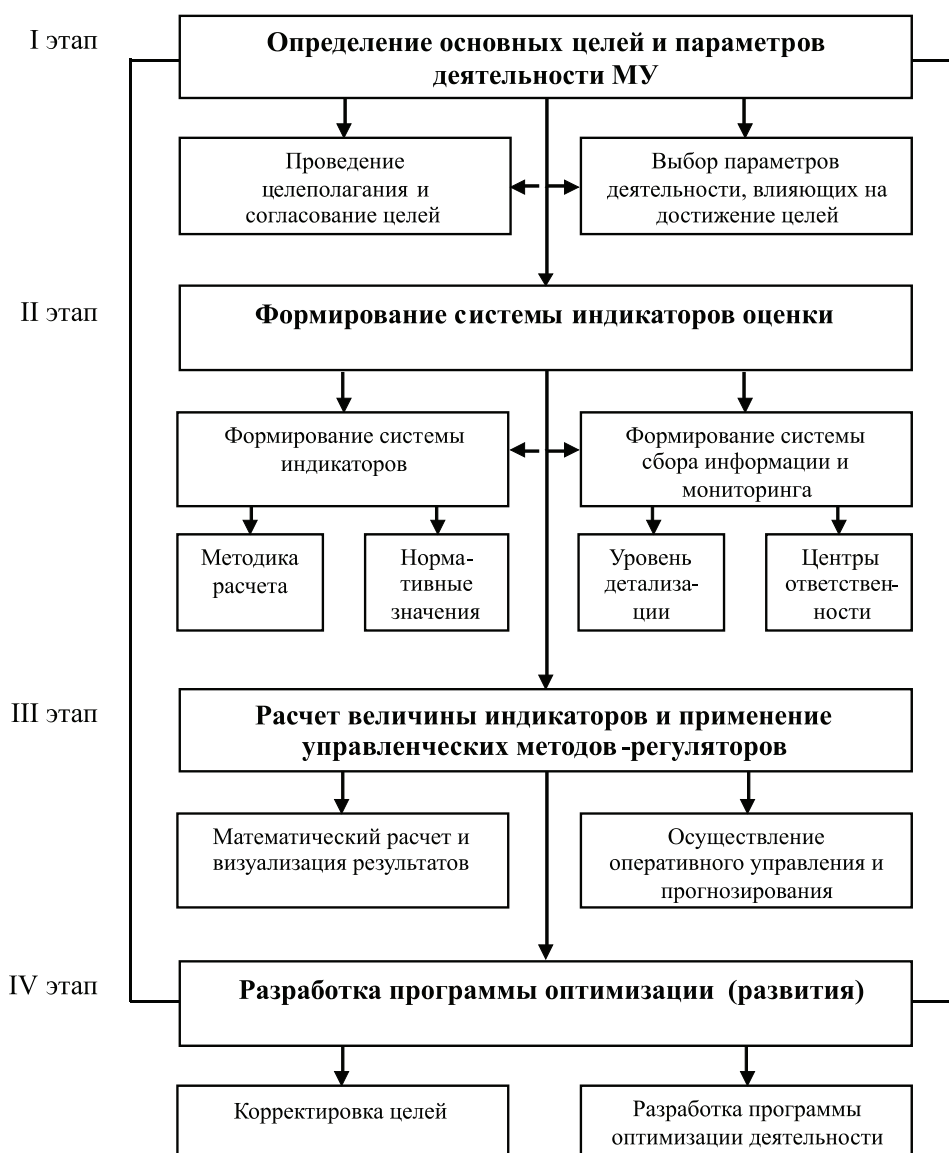 I этап
Определение основных целей и параметров
деятельности МУ
Проведение
целеполагания и
согласование целей
Выбор параметров
деятельности, влияющих на
достижение целей
II этап
Формирование системы индикаторов оценки
Формирование системы
индикаторов
Формирование системы
сбора информации и
мониторинга
Методика
расчета
Норма-
тивные
значения
Уровень
детализа-
ции
Центры
ответствен-
ности
III этап
Расчет величины индикаторов и применение
управленческих методов-регуляторов
Математический расчет и
визуализация результатов
Осуществление
оперативного управления и
прогнозирования
IV этап
Разработка программы оптимизации (развития)
Корректировка целей
Разработка программы
оптимизации деятельности